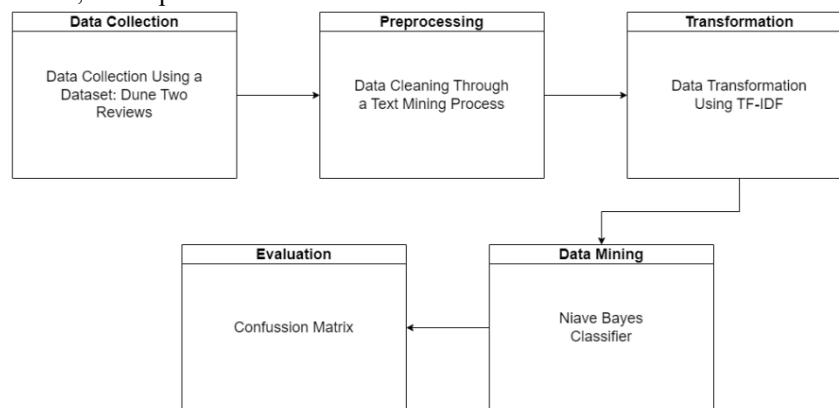 Data Collection
Data Collection Using a
Dataset: Dune Two
Reviews
Preprocessing
Data Cleaning Through
a Text Mining Process
Transformation
Data Transformation
Using TF-IDF
Evaluation
Confussion Matrix
Data Mining
Niave Bayes
Classifier